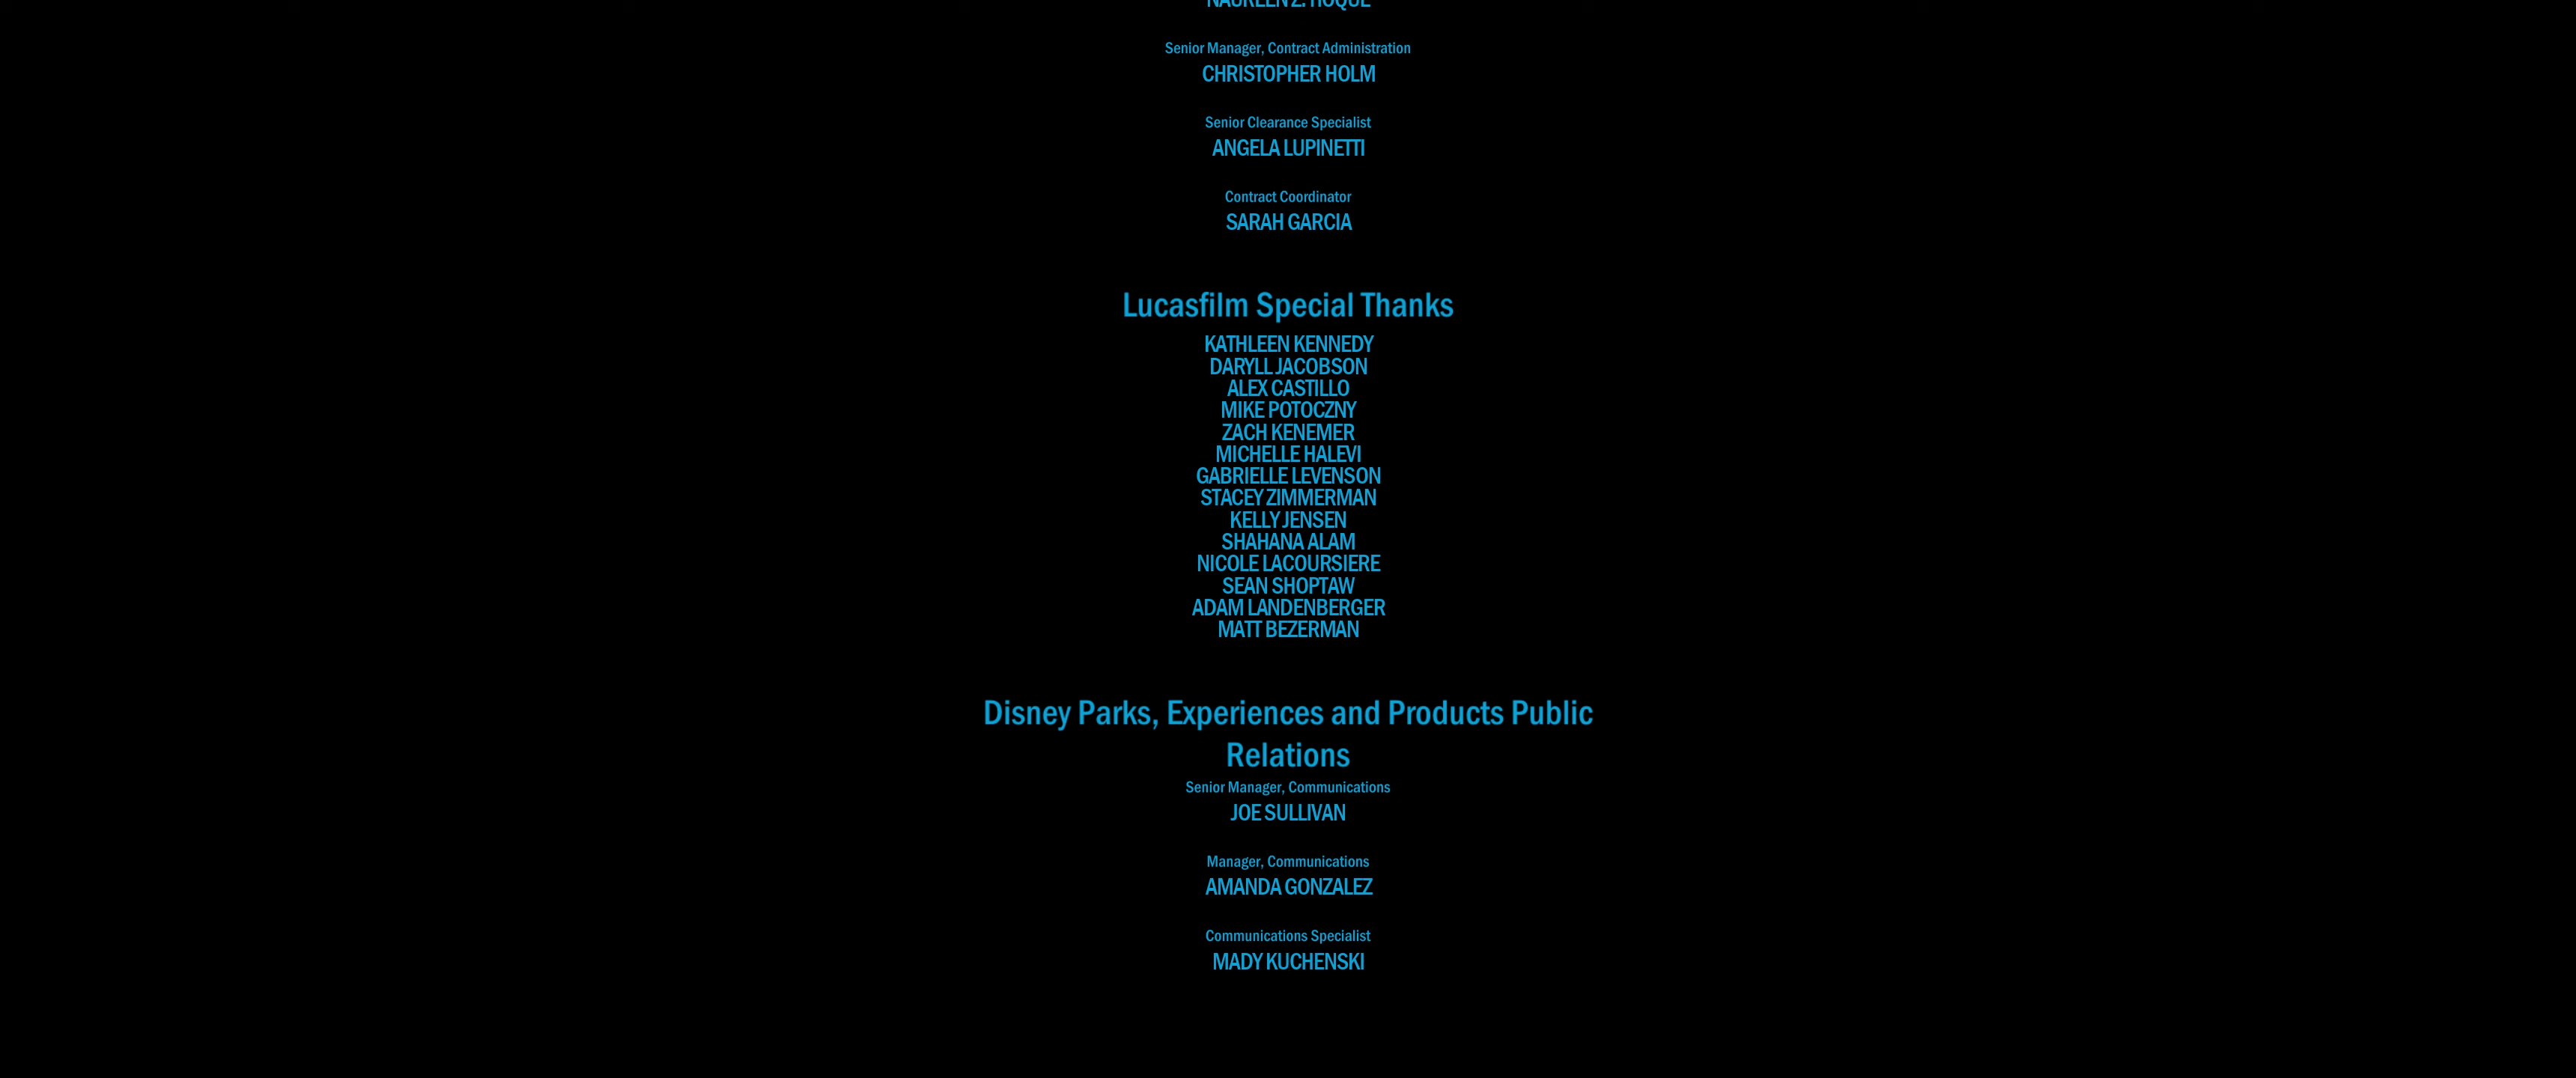 NAUREEN Z. HOQUE
Senior Manager, Contract Administration
CHRISTOPHER HOLM
Senior Clearance Specialist
ANGELA LUPINETTI
Contract Coordinator
SARAH GARCIA
Lucasfilm Special Thanks
KATHLEEN KENNEDY
DARYLL JACOBSON
ALEX CASTILLO
MIKE POTOCZNY
ZACH KENEMER
MICHELLE HALEVI
GABRIELLE LEVENSON
STACEY ZIMMERMAN
KELLY JENSEN
SHAHANA ALAM
NICOLE LACOURSIERE
SEAN SHOPTAW
ADAM LANDENBERGER
MATT BEZERMAN
Disney Parks, Experiences and Products Public
Relations
Senior Manager, Communications
JOE SULLIVAN
Manager, Communications
AMANDA GONZALEZ
Communications Specialist
MADY KUCHENSKI